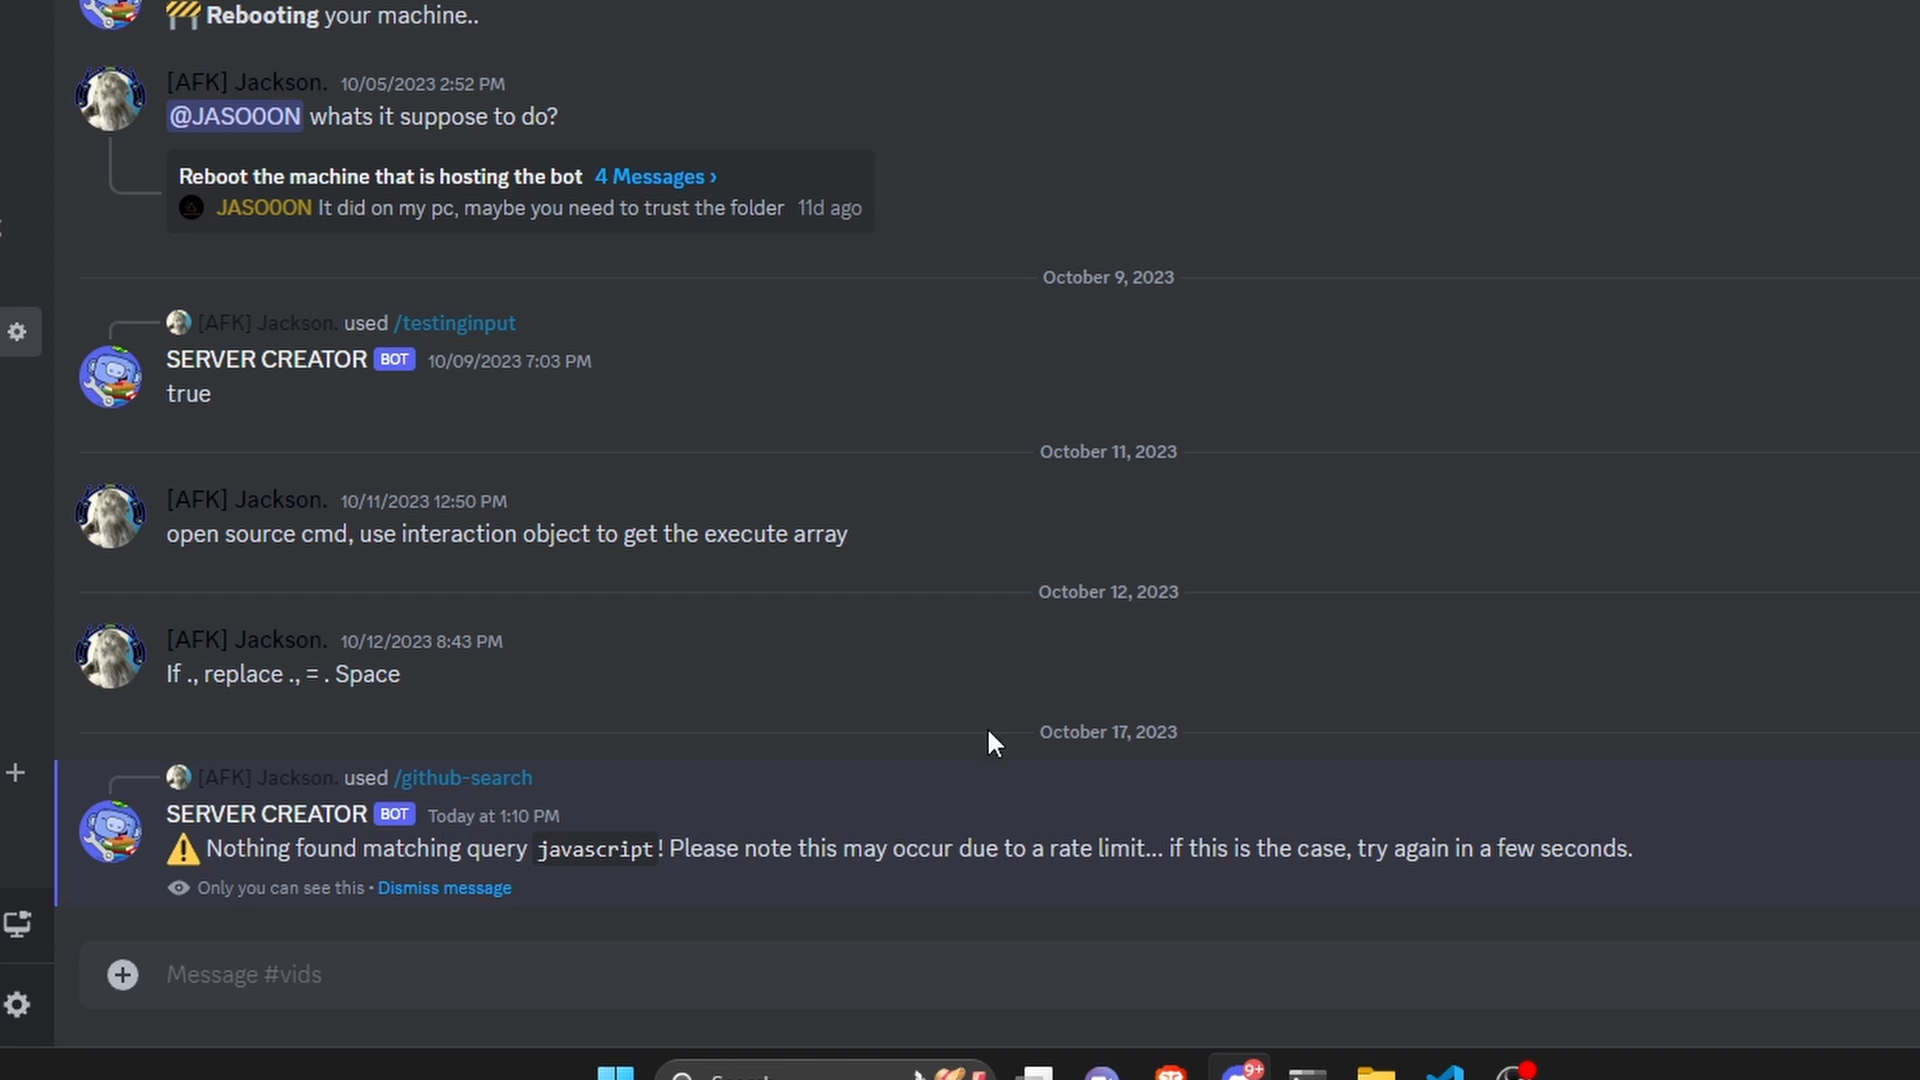 Rebooting your machine..
[AFK] Jackson. 10/05/2023 2:52 PM
@JASO0ON whats it suppose to do?
Reboot the machine that is hosting the bot 4 Messages ›
JASO0ON It did on my pc, maybe you need to trust the folder 11d ago
October 9, 2023
[AFK] Jackson. used /testinginput
SERVER CREATOR BOT 10/09/2023 7:03 PM
true
October 11, 2023
[AFK] Jackson. 10/11/2023 12:50 PM
open source cmd, use interaction object to get the execute array
October 12, 2023
[AFK] Jackson. 10/12/2023 8:43 PM
If ., replace ., = . Space
October 17, 2023
[AFK] Jackson. used /github-search
SERVER CREATOR BOT Today at 1:10 PM
Nothing found matching query javascript! Please note this may occur due to a rate limit... if this is the case, try again in a few seconds.
Only you can see this • Dismiss message
Message #vids
9+